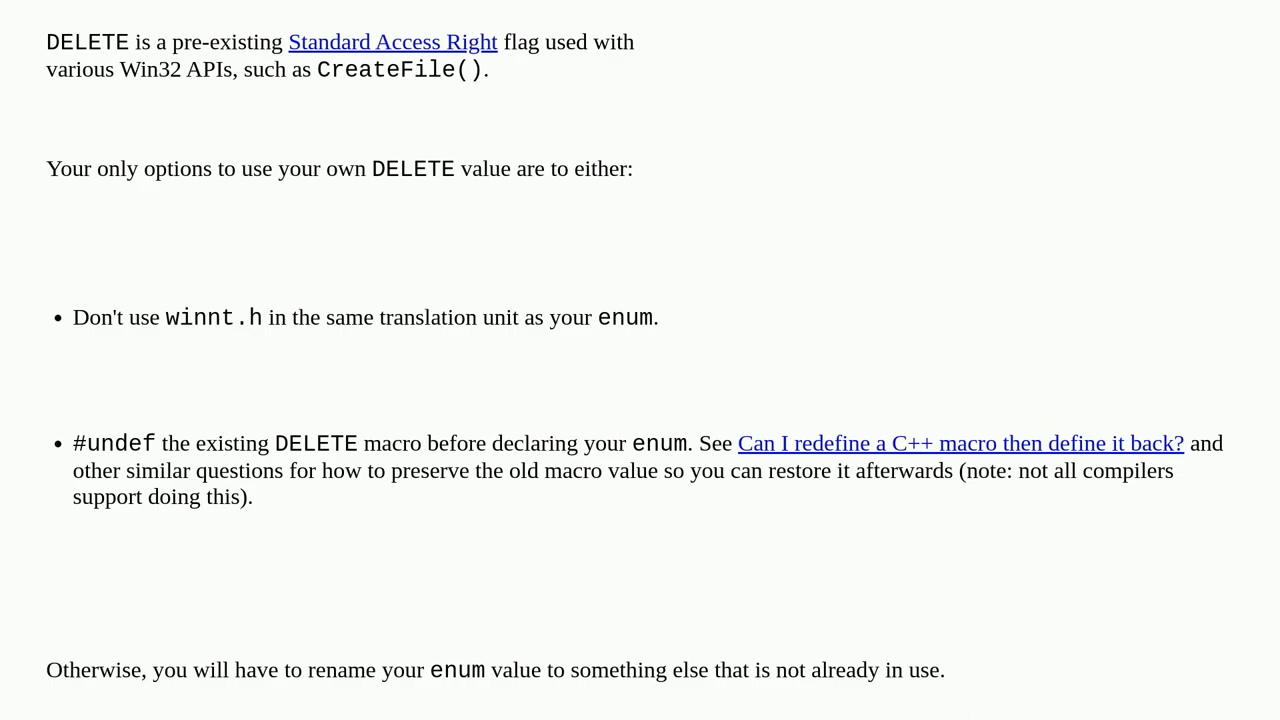 DELETE is a pre-existing Standard Access Right flag used with
various Win32 APIs, such as CreateFile().
Your only options to use your own DELETE value are to either:
• Don't use winnt.h in the same translation unit as your enum.
• #undef the existing DELETE macro before declaring your enum. See Can I redefine a C++ macro then define it back? and
other similar questions for how to preserve the old macro value so you can restore it afterwards (note: not all compilers
support doing this).
Otherwise, you will have to rename your enum value to something else that is not already in use.